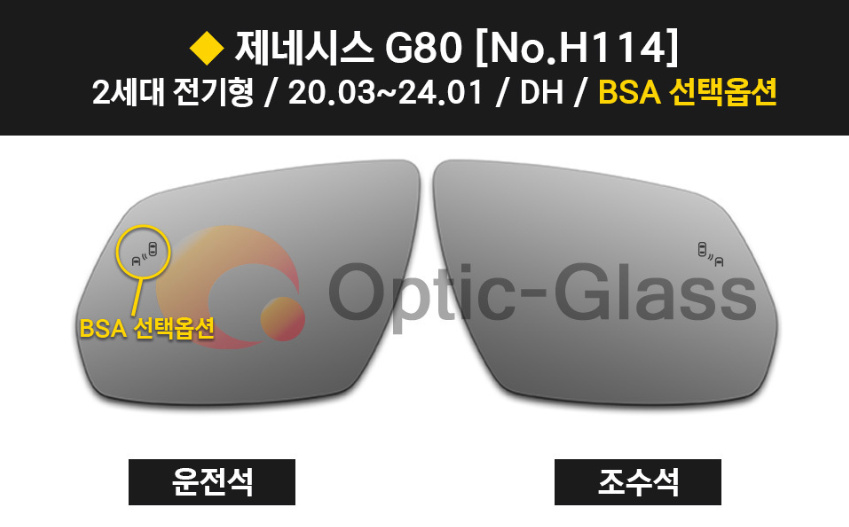 ◆ 제네시스 G80 [No.H114]
2세대 전기형 / 20.03~24.01 / DH / BSA 선택옵션
BSA 선택옵션
Optic-Glass
운전석
조수석